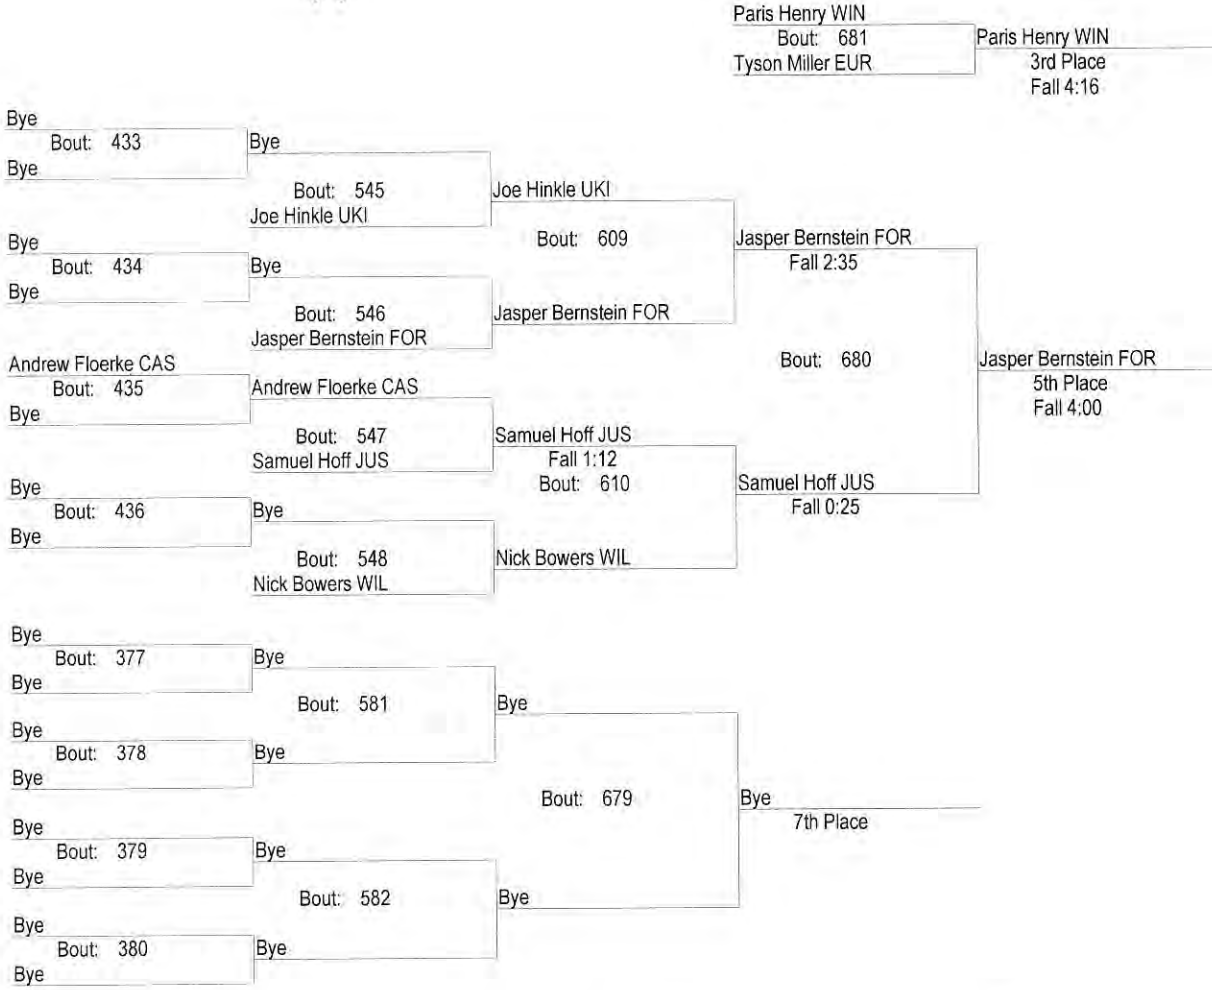 Paris Henry WIN
Bout: 681
Paris Henry WIN
Tyson Miller EUR
3rd Place
Fall 4:16
Bye
Bout: 433
Bye
Bye
Bout: 545
Joe Hinkle UKI
Joe Hinkle UKI
Bye
Bout: 609
Jasper Bernstein FOR
Bout: 434
Bye
Fall 2:35
Bye
Bout: 546
Jasper Bernstein FOR
Jasper Bernstein FOR
Andrew Floerke CAS
Bout: 680
Jasper Bernstein FOR
Bout: 435
Andrew Floerke CAS
5th Place
Bye
Fall 4:00
Bout: 547
Samuel Hoff JUS
Samuel Hoff JUS
Fall 1:12
Bye
Bout: 610
Samuel Hoff JUS
Bout: 436
Bye
Fall 0:25
Bye
Bout: 548
Nick Bowers WIL
Nick Bowers WIL
Bye
Bout: 377
Bye
Bye
Bout: 581
Bye
Bye
Bout: 378
Bye
Bye
Bout: 679
Bye
7th Place
Bye
Bout: 379
Bye
Bye
Bout: 582
Bye
Bye
Bout: 380
Bye
Bye